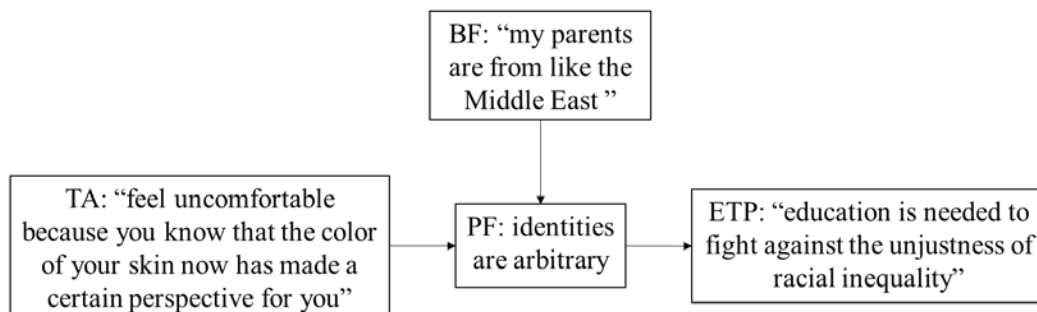 BF: “my parents
are from like the
Middle East ”
TA: “feel uncomfortable
because you know that the color
of your skin now has made a
certain perspective for you”
PF: identities
are arbitrary
ETP: “education is needed to
fight against the unjustness of
racial inequality”